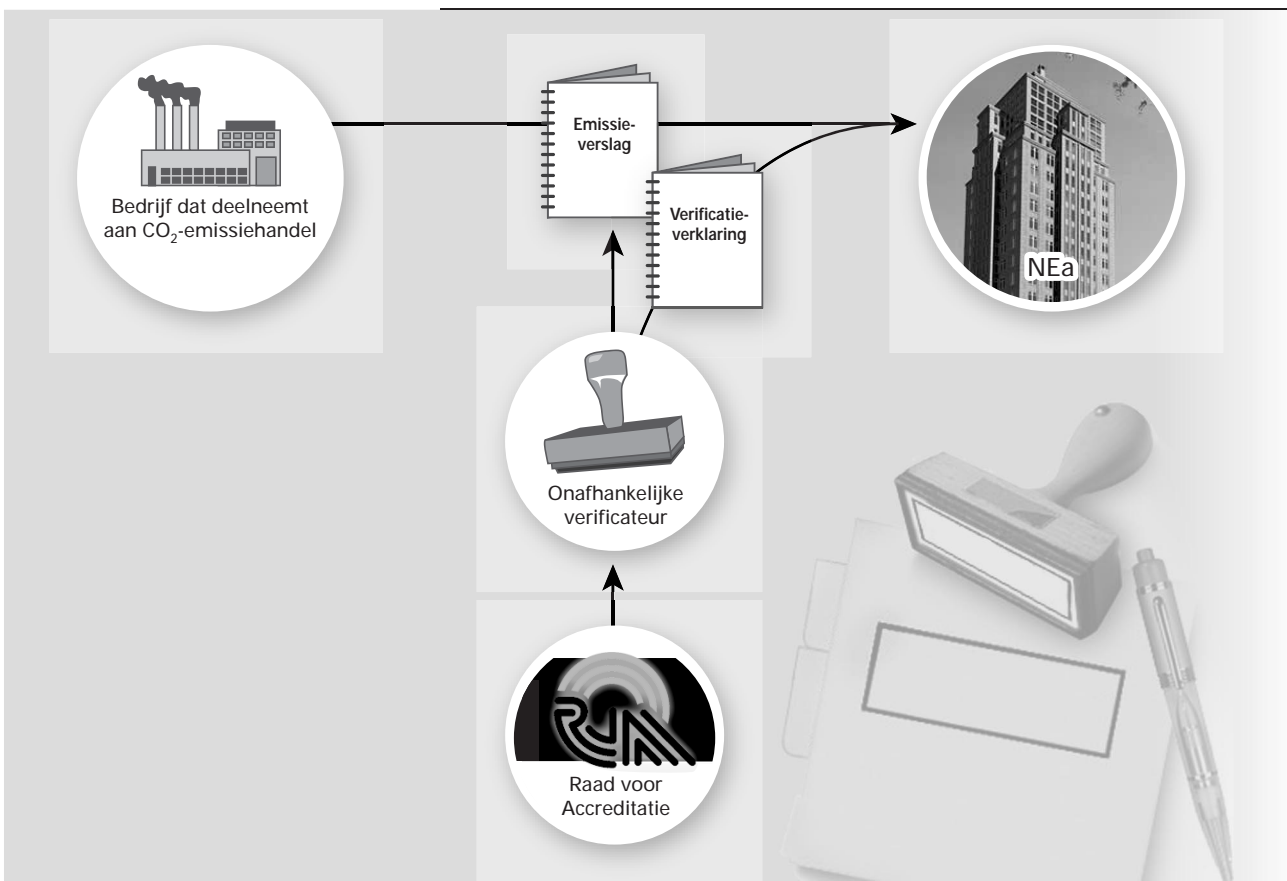 Emissie-
verslag
Verificatie-
verklaring
Bedrijf dat deelneemt
aan CO₂-emissiehandel
NEa
Onafhankelijke
verificateur
RvA
Raad voor
Accreditatie